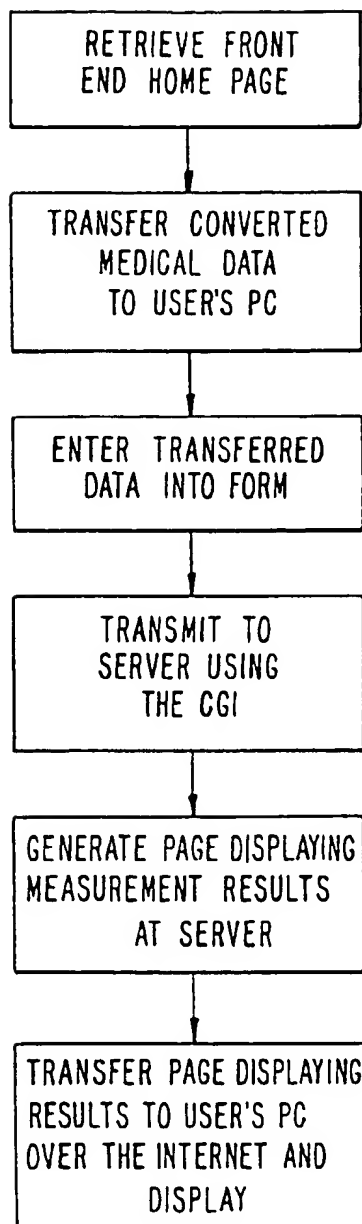 RETRIEVE FRONT
END HOME PAGE
TRANSFER CONVERTED
MEDICAL DATA
TO USER'S PC
ENTER TRANSFERRED
DATA INTO FORM
TRANSMIT TO
SERVER USING
THE CGI
GENERATE PAGE DISPLAYING
MEASUREMENT RESULTS
AT SERVER
TRANSFER PAGE DISPLAYING
RESULTS TO USER'S PC
OVER THE INTERNET AND
DISPLAY